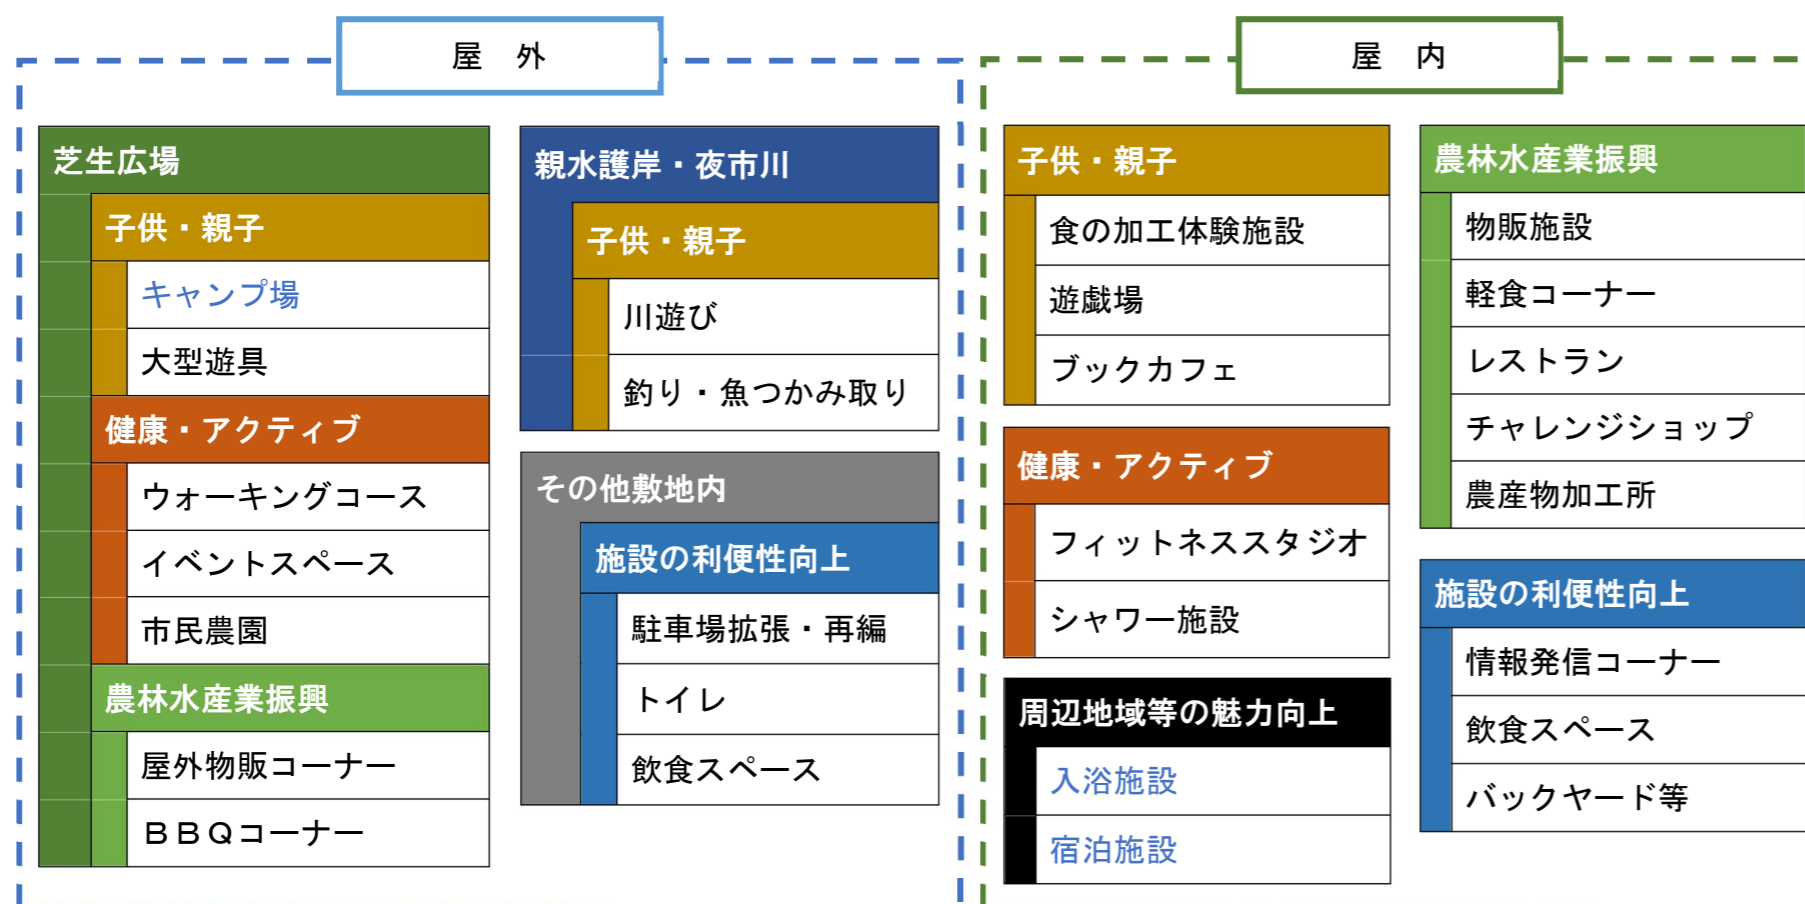 屋　外
芝生広場
子供・親子
キャンプ場
大型遊具
健康・アクティブ
ウォーキングコース
イベントスペース
市民農園
農林水産業振興
屋外物販コーナー
ＢＢＱコーナー
親水護岸・夜市川
子供・親子
川遊び
釣り・魚つかみ取り
その他敷地内
施設の利便性向上
駐車場拡張・再編
トイレ
飲食スペース
屋　内
子供・親子
食の加工体験施設
遊戯場
ブックカフェ
健康・アクティブ
フィットネススタジオ
シャワー施設
周辺地域等の魅力向上
入浴施設
宿泊施設
農林水産業振興
物販施設
軽食コーナー
レストラン
チャレンジショップ
農産物加工所
施設の利便性向上
情報発信コーナー
飲食スペース
バックヤード等